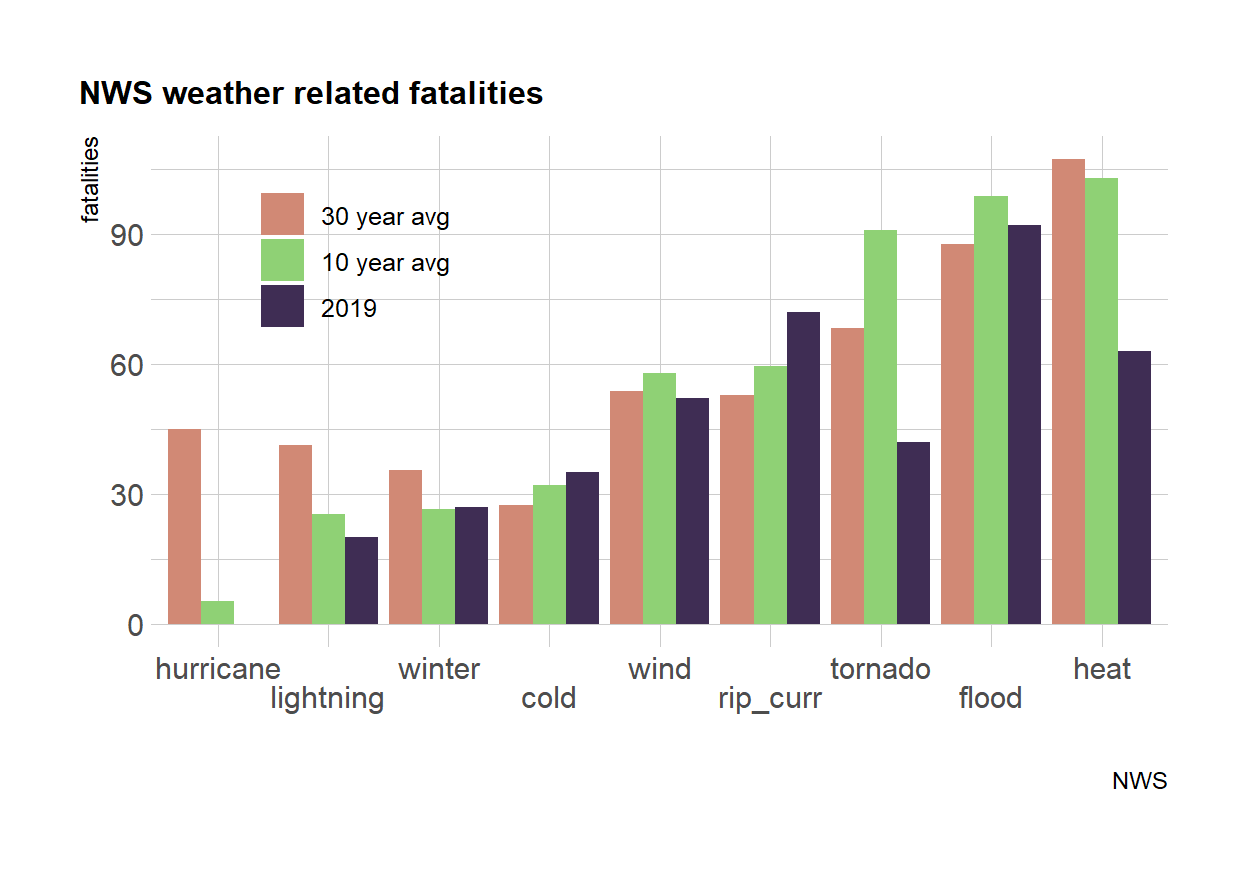 NWS weather related fatalities
fatalities
30 year avg
10 year avg
2019
90
60
30
0
hurricane
lightning
winter
cold
wind
rip_curr
tornado
flood
heat
NWS